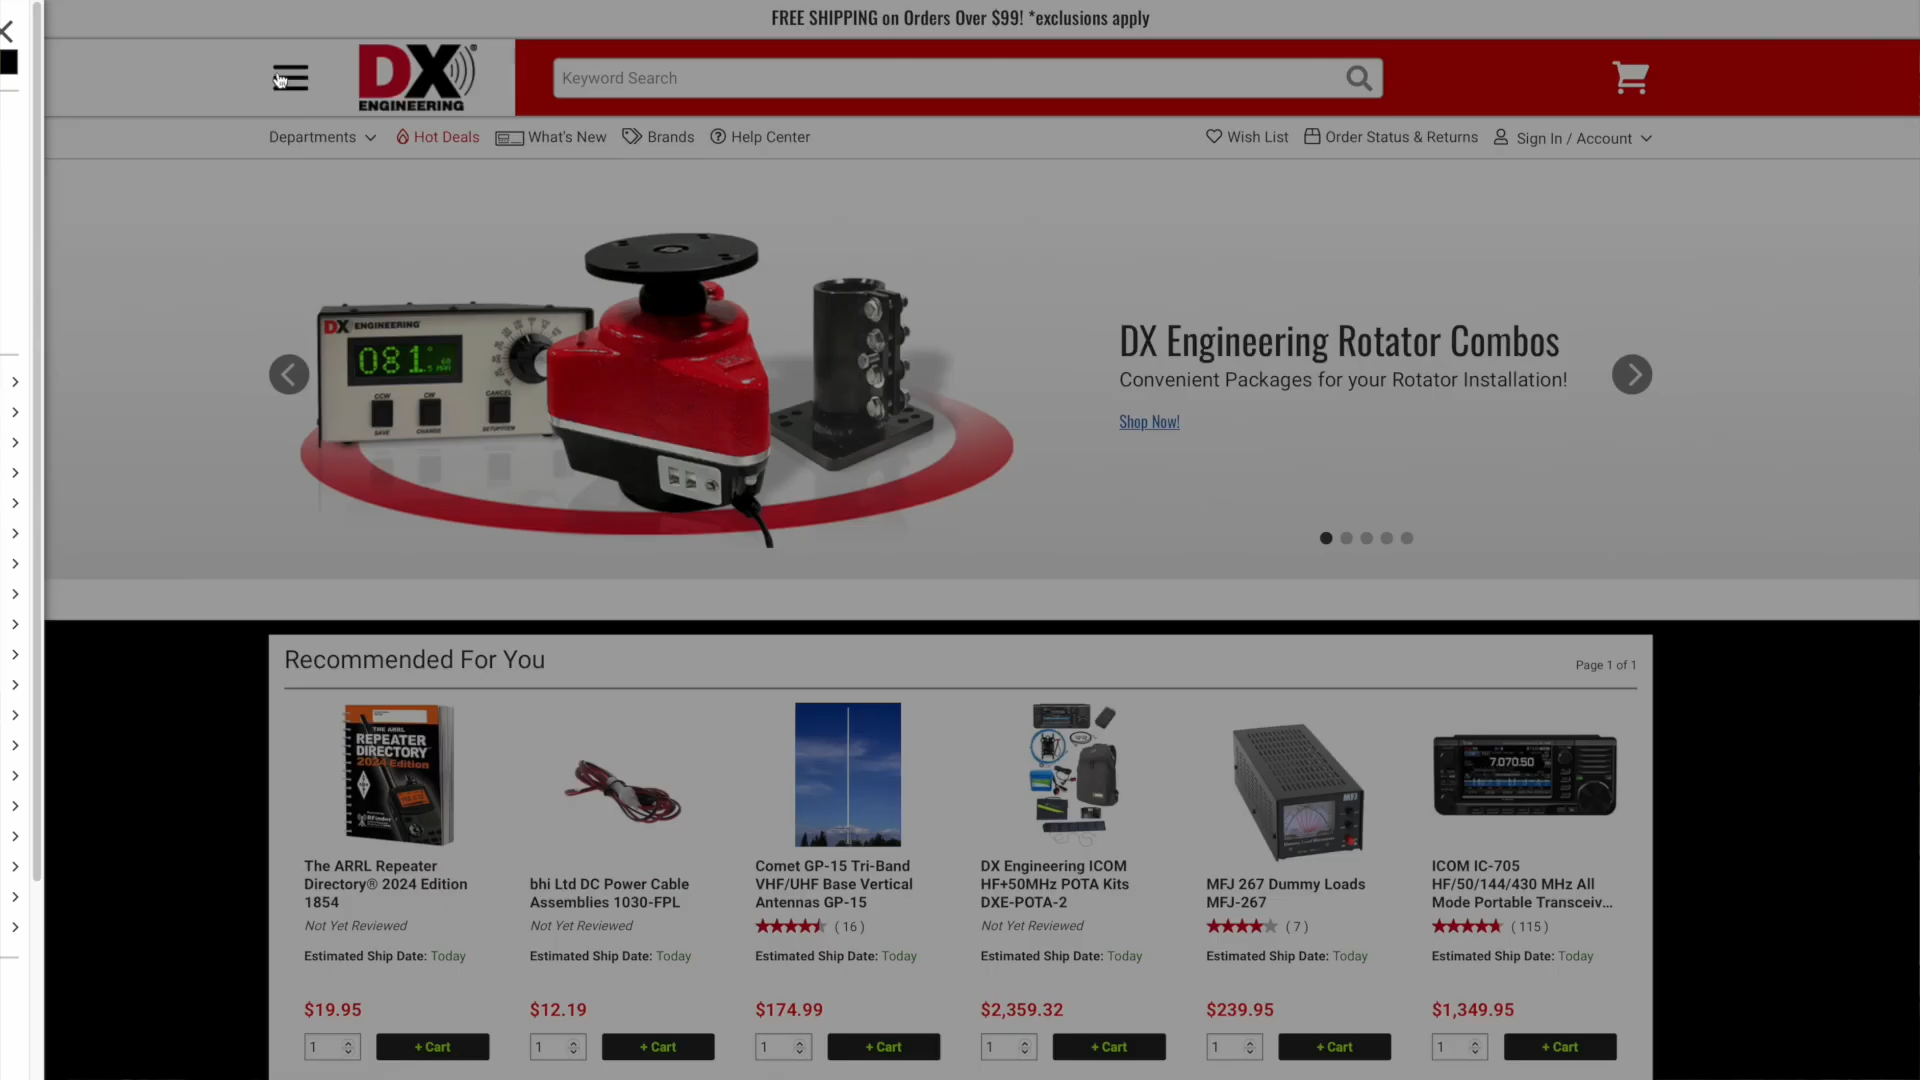 FREE SHIPPING on Orders Over $99! *exclusions apply
DX
ENGINEERING
Keyword Search
Departments
Hot Deals
What's New
Brands
Help Center
Wish List
Order Status & Returns
Sign In / Account
DX ENGINEERING
081.
CCW
CW
CANCEL
SAVE
CHANGE
DX Engineering Rotator Combos
Convenient Packages for your Rotator Installation!
Shop Now!
Recommended For You
Page 1 of 1
THE ARRL
REPEATER
DIRECTORY
2024 Edition
RFinder
MFJ
7.070.50
The ARRL Repeater
Directory® 2024 Edition
1854
Not Yet Reviewed
Estimated Ship Date: Today
$19.95
1
+ Cart
bhi Ltd DC Power Cable
Assemblies 1030-FPL
Not Yet Reviewed
Estimated Ship Date: Today
$12.19
1
+ Cart
Comet GP-15 Tri-Band
VHF/UHF Base Vertical
Antennas GP-15
( 16 )
Estimated Ship Date: Today
$174.99
1
+ Cart
DX Engineering ICOM
HF+50MHz POTA Kits
DXE-POTA-2
Not Yet Reviewed
Estimated Ship Date: Today
$2,359.32
1
+ Cart
MFJ 267 Dummy Loads
MFJ-267
( 7 )
Estimated Ship Date: Today
$239.95
1
+ Cart
ICOM IC-705
HF/50/144/430 MHz All
Mode Portable Transceiv...
( 115 )
Estimated Ship Date: Today
$1,349.95
1
+ Cart